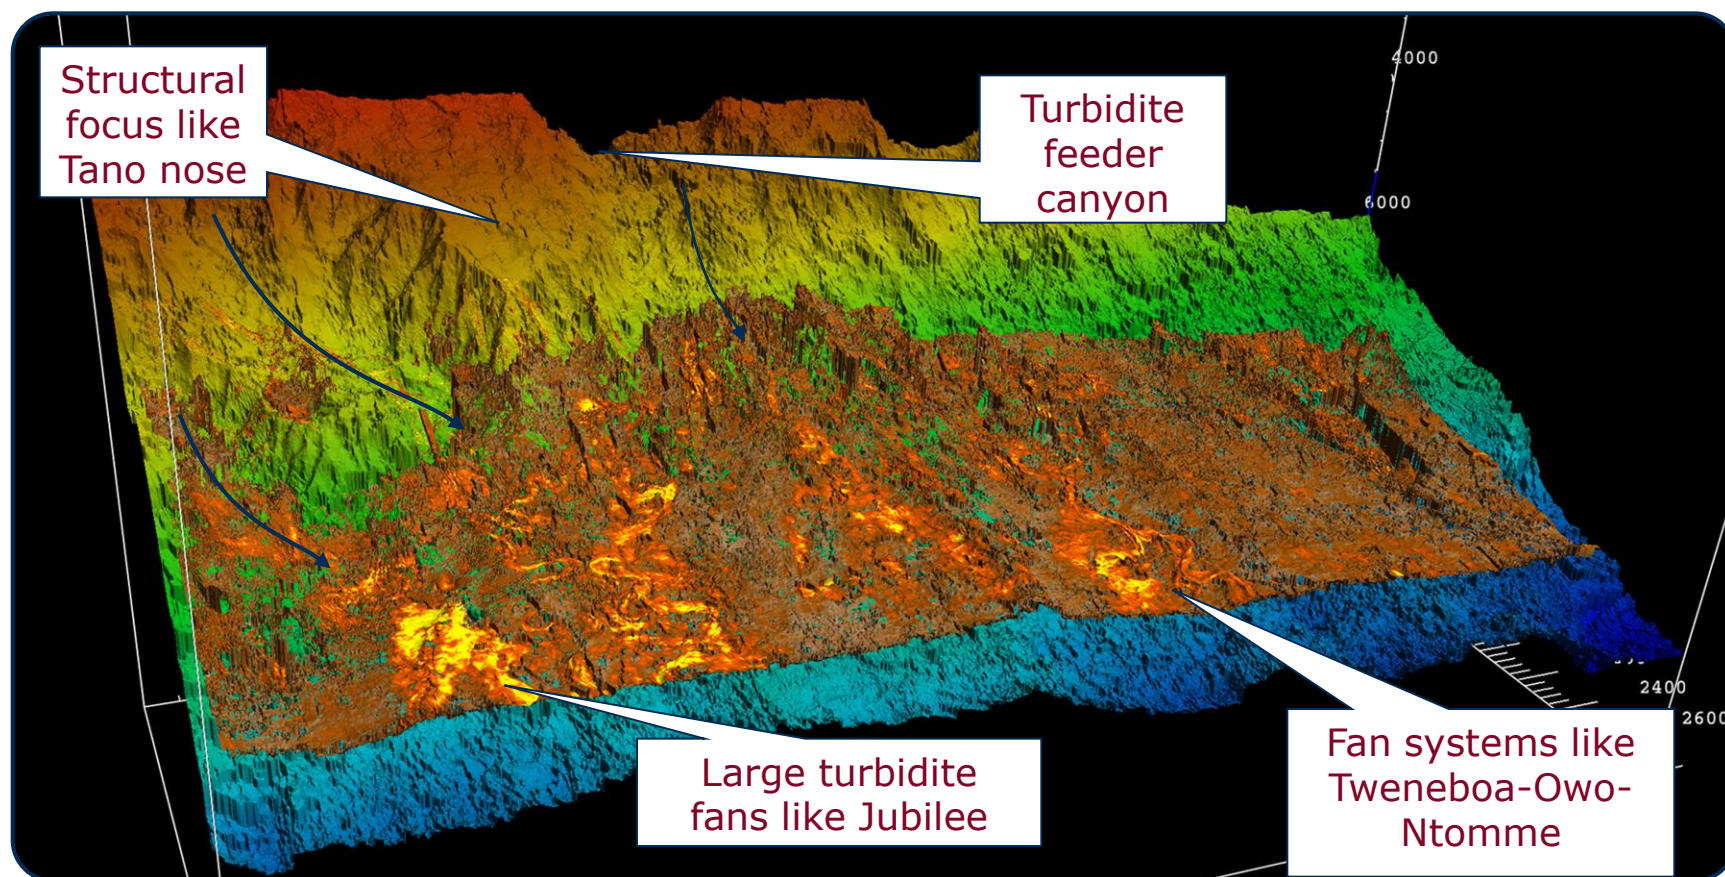 Structural
focus like
Tano nose
Turbidite
feeder
canyon
4000
6000
Large turbidite
fans like Jubilee
Fan systems like
Tweneboa-Owo-
Ntomme
2400
2600